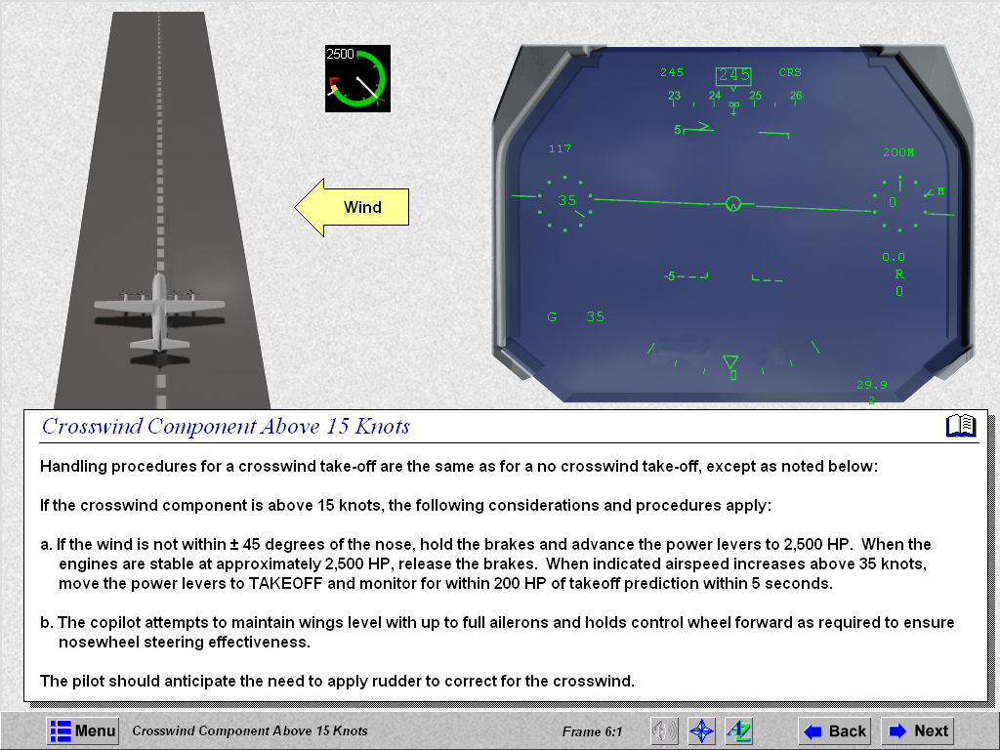 2500
Wind
245 245 CRS
23 24 25 26
5
117
200M
35
0
M
0.0
R
0
-5
G 35
29.9
2
Crosswind Component Above 15 Knots
Handling procedures for a crosswind take-off are the same as for a no crosswind take-off, except as noted below:
If the crosswind component is above 15 knots, the following considerations and procedures apply:
a. If the wind is not within ± 45 degrees of the nose, hold the brakes and advance the power levers to 2,500 HP. When the
engines are stable at approximately 2,500 HP, release the brakes. When indicated airspeed increases above 35 knots,
move the power levers to TAKEOFF and monitor for within 200 HP of takeoff prediction within 5 seconds.
b. The copilot attempts to maintain wings level with up to full ailerons and holds control wheel forward as required to ensure
nosewheel steering effectiveness.
The pilot should anticipate the need to apply rudder to correct for the crosswind.
Menu Crosswind Component Above 15 Knots Frame 6:1 AZ Back Next